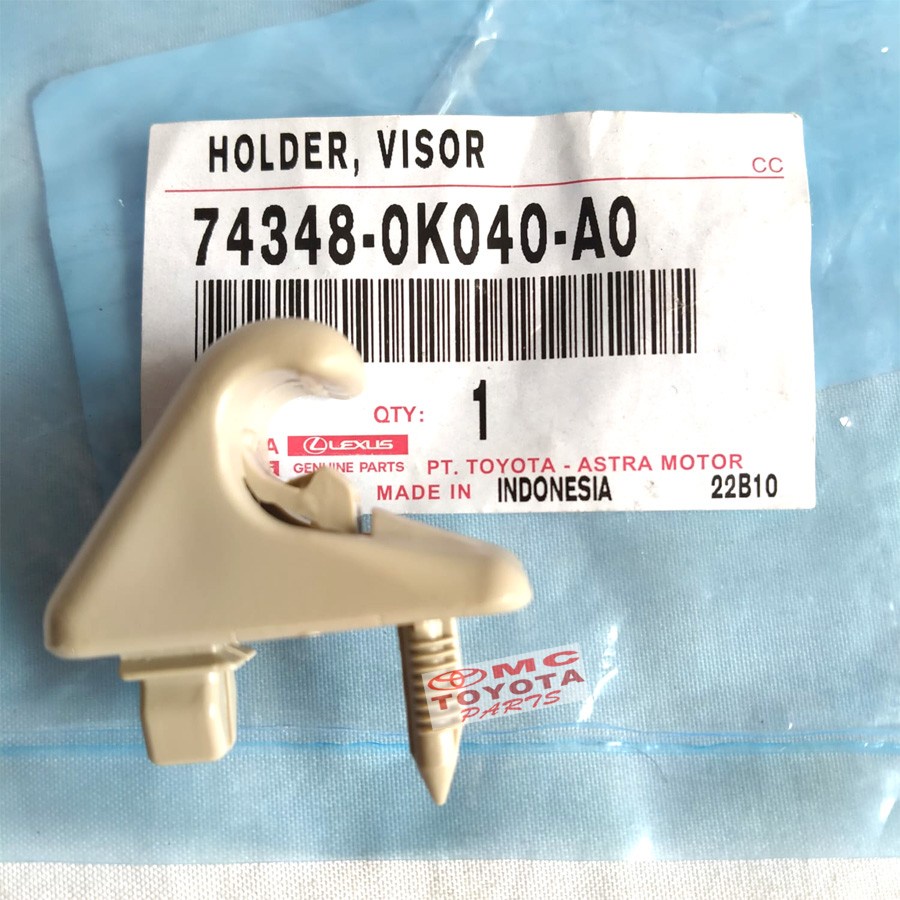 HOLDER, VISOR
CC
74348-0K040-A0
QTY: 1
LEXUS
GENUINE PARTS PT. TOYOTA - ASTRA MOTOR
MADE IN INDONESIA 22B10
OMC
TOYOTA
PARTS